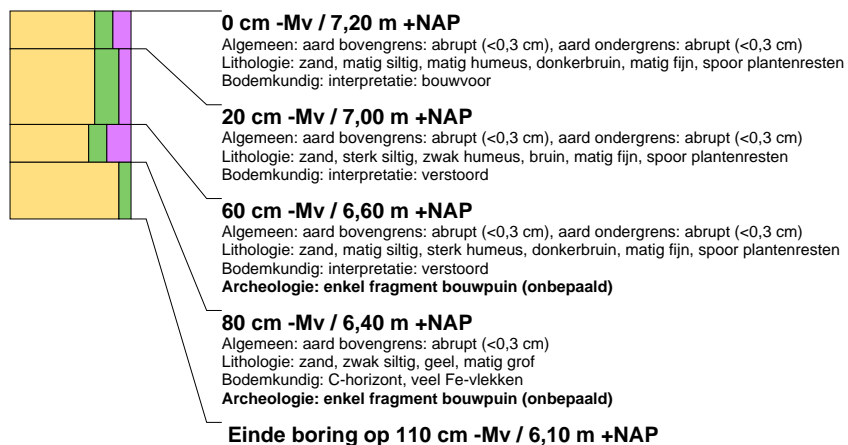 0 cm -Mv / 7,20 m +NAP
Algemeen: aard bovengrens: abrupt (<0,3 cm), aard ondergrens: abrupt (<0,3 cm)
Lithologie: zand, matig siltig, matig humeus, donkerbruin, matig fijn, spoor plantenresten
Bodemkundig: interpretatie: bouwvoor
20 cm -Mv / 7,00 m +NAP
Algemeen: aard bovengrens: abrupt (<0,3 cm), aard ondergrens: abrupt (<0,3 cm)
Lithologie: zand, sterk siltig, zwak humeus, bruin, matig fijn, spoor plantenresten
Bodemkundig: interpretatie: verstoord
60 cm -Mv / 6,60 m +NAP
Algemeen: aard bovengrens: abrupt (<0,3 cm), aard ondergrens: abrupt (<0,3 cm)
Lithologie: zand, matig siltig, sterk humeus, donkerbruin, matig fijn, spoor plantenresten
Bodemkundig: interpretatie: verstoord
Archeologie: enkel fragment bouwpuin (onbepaald)
80 cm -Mv / 6,40 m +NAP
Algemeen: aard bovengrens: abrupt (<0,3 cm)
Lithologie: zand, zwak siltig, geel, matig grof
Bodemkundig: C-horizont, veel Fe-vlekken
Archeologie: enkel fragment bouwpuin (onbepaald)
Einde boring op 110 cm -Mv / 6,10 m +NAP